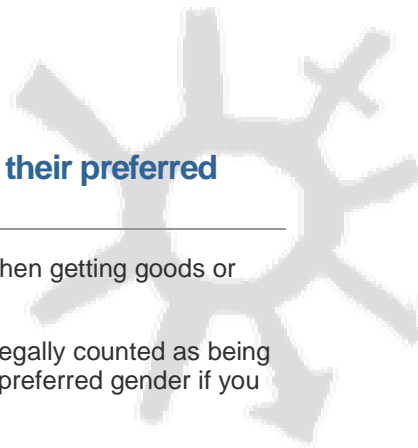 their preferred
hen getting goods or
egally counted as being
preferred gender if you